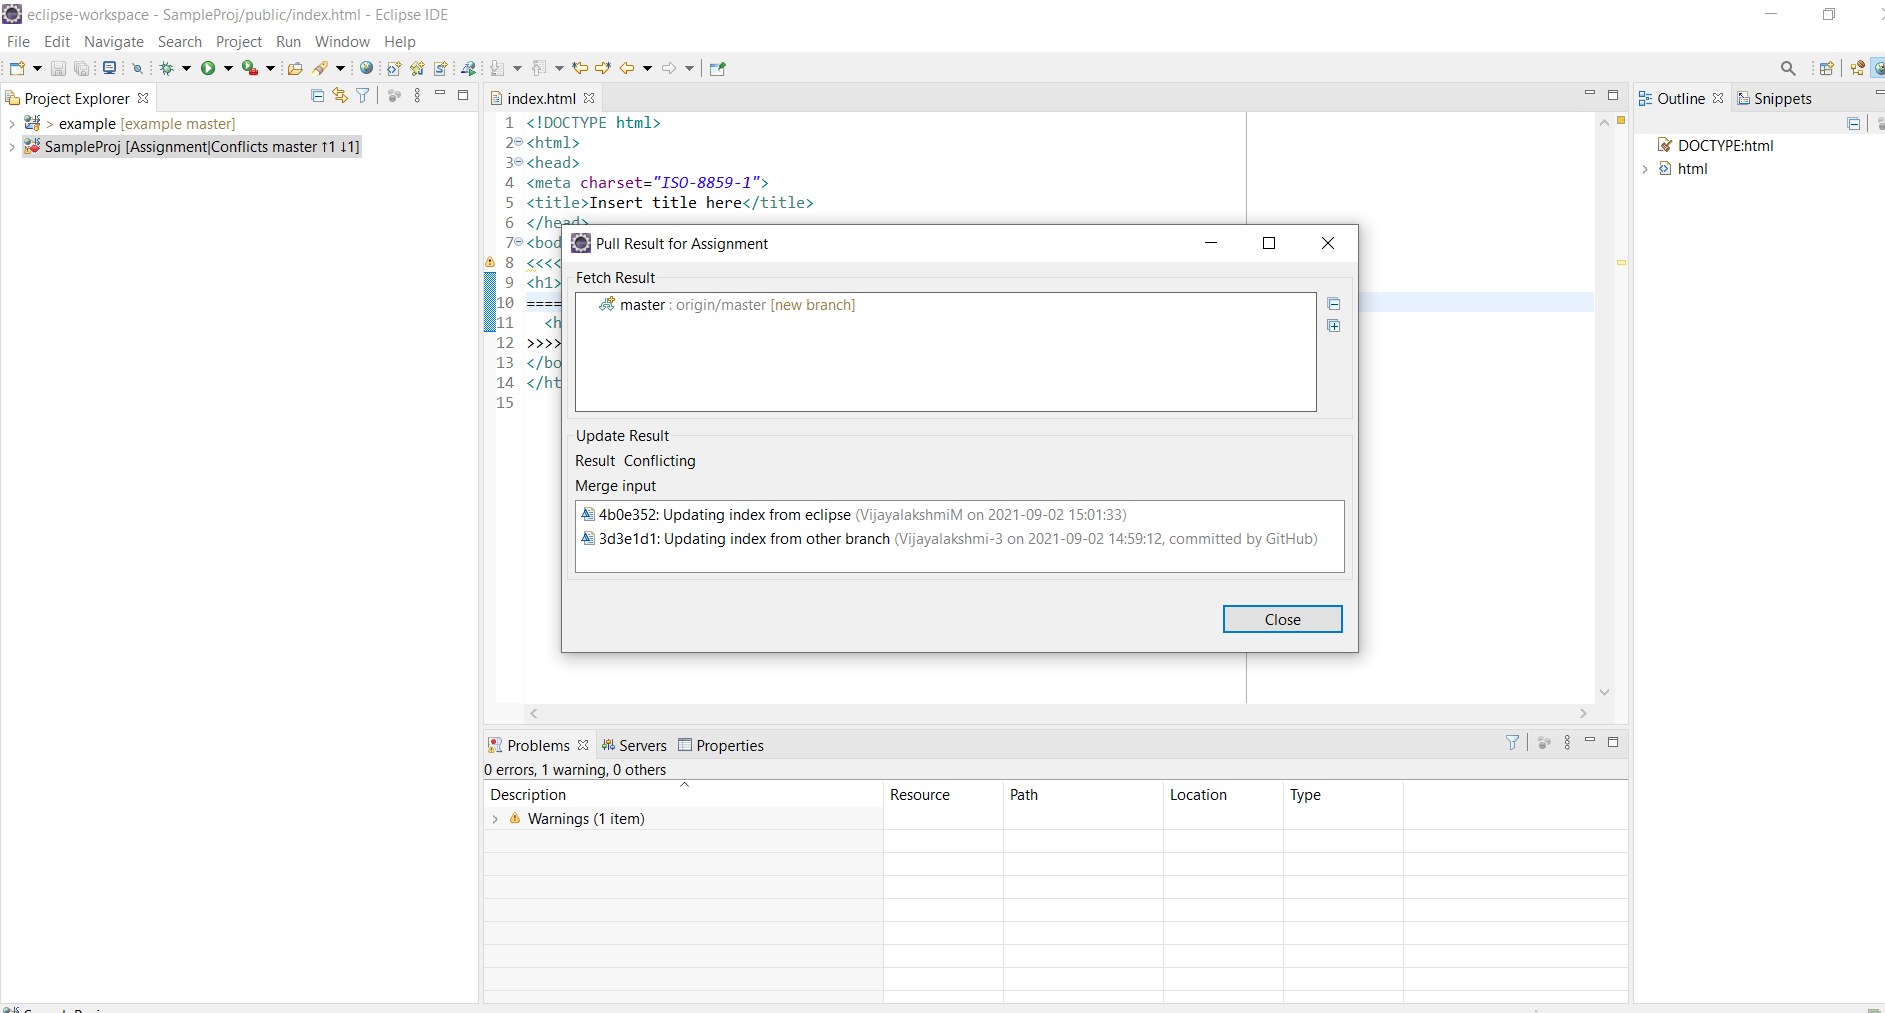 eclipse-workspace - SampleProj/public/index.html - Eclipse IDE
File Edit Navigate Search Project Run Window Help
Project Explorer
> example [example master]
SampleProj [Assignment|Conflicts master ↑1 ↓1]
index.html
1 <!DOCTYPE html>
2 <html>
3 <head>
4 <meta charset="ISO-8859-1">
5 <title>Insert title here</title>
6 </head>
7 <bod
8 <<<<
9 <h1>
10 ====
11 <h
12 >>>>
13 </bo
14 </ht
15
Pull Result for Assignment
Fetch Result
master : origin/master [new branch]
Update Result
Result Conflicting
Merge input
4b0e352: Updating index from eclipse (VijayalakshmiM on 2021-09-02 15:01:33)
3d3e1d1: Updating index from other branch (Vijayalakshmi-3 on 2021-09-02 14:59:12, committed by GitHub)
Close
Outline Snippets
DOCTYPE:html
html
Problems Servers Properties
0 errors, 1 warning, 0 others
Description Resource Path Location Type
Warnings (1 item)